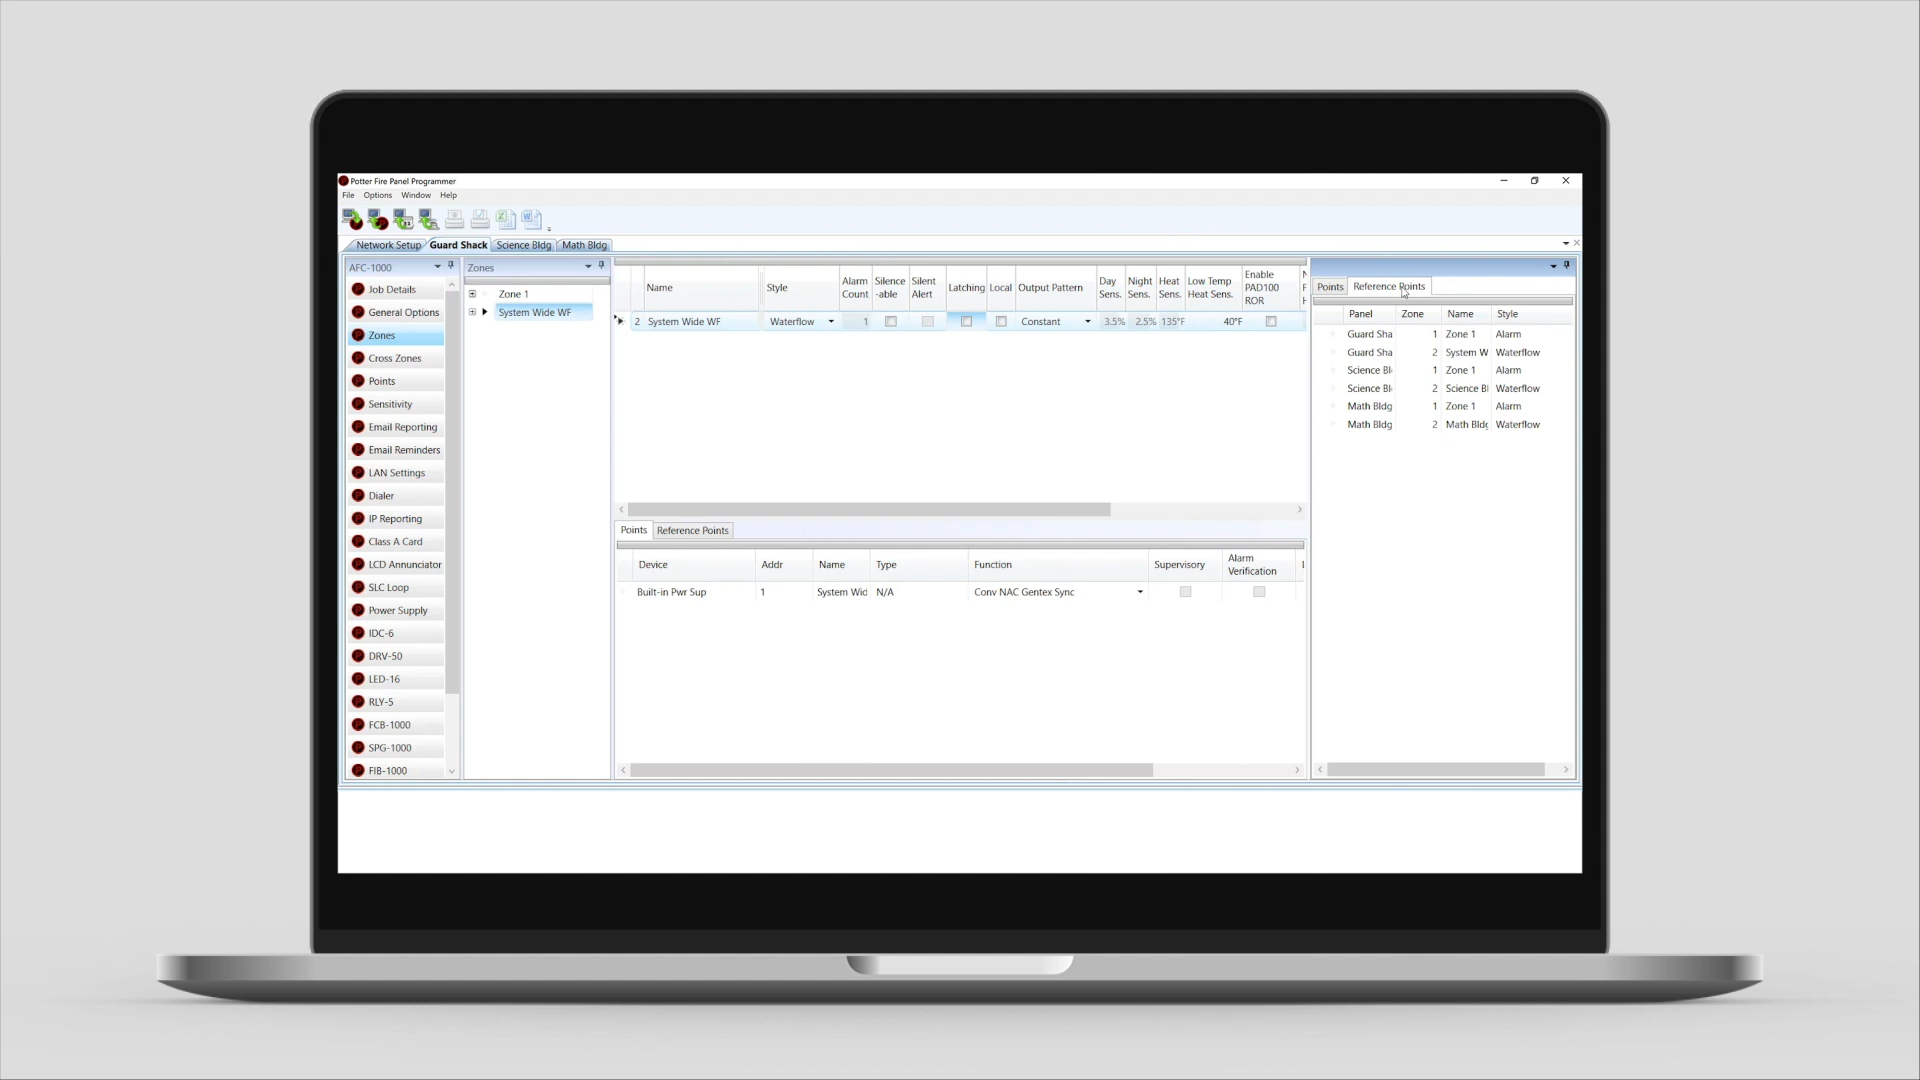 Potter Fire Panel Programmer
File Options Window Help
Network Setup Guard Shack Science Bldg Math Bldg
AFC-1000
Job Details
General Options
Zones
Cross Zones
Points
Sensitivity
Email Reporting
Email Reminders
LAN Settings
Dialer
IP Reporting
Class A Card
LCD Annunciator
SLC Loop
Power Supply
IDC-6
DRV-50
LED-16
RLY-5
FCB-1000
SPG-1000
FIB-1000
Zones
Zone 1
System Wide WF
Name Style Alarm Count Silence -able Silent Alert Latching Local Output Pattern Day Sens. Night Sens. Heat Sens. Low Temp Heat Sens. Enable PAD100 ROR
2 System Wide WF Waterflow 1 Constant 3.5% 2.5% 135°F 40°F
Points Reference Points
Device Addr Name Type Function Supervisory Alarm Verification
Built-in Pwr Sup 1 System Wid N/A Conv NAC Gentex Sync
Points Reference Points
Panel Zone Name Style
Guard Sha 1 Zone 1 Alarm
Guard Sha 2 System W Waterflow
Science Bl 1 Zone 1 Alarm
Science Bl 2 Science Bl Waterflow
Math Bldg 1 Zone 1 Alarm
Math Bldg 2 Math Bldg Waterflow